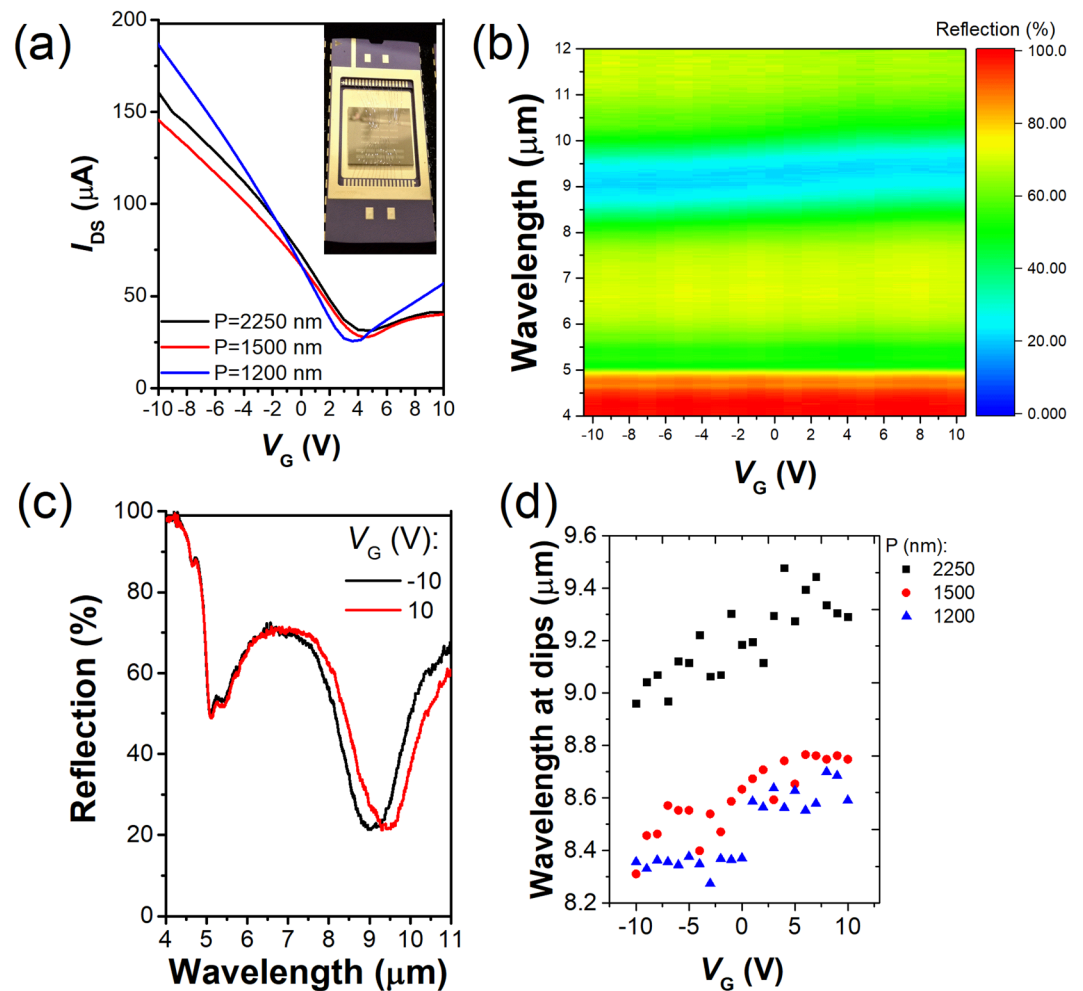 (a)
200
150
100
50
0
I_DS (μA)
P=2250 nm
P=1500 nm
P=1200 nm
-10 -8 -6 -4 -2 0 2 4 6 8 10
V_G (V)
(b)
Reflection (%)
12
11
10
9
8
7
6
5
4
Wavelength (μm)
-10 -8 -6 -4 -2 0 2 4 6 8 10
V_G (V)
100.0
80.00
60.00
40.00
20.00
0.000
(c)
100
80
60
40
20
0
Reflection (%)
V_G (V):
-10
10
4 5 6 7 8 9 10 11
Wavelength (μm)
(d)
9.6
9.4
9.2
9.0
8.8
8.6
8.4
8.2
Wavelength at dips (μm)
P (nm):
2250
1500
1200
-10 -5 0 5 10
V_G (V)